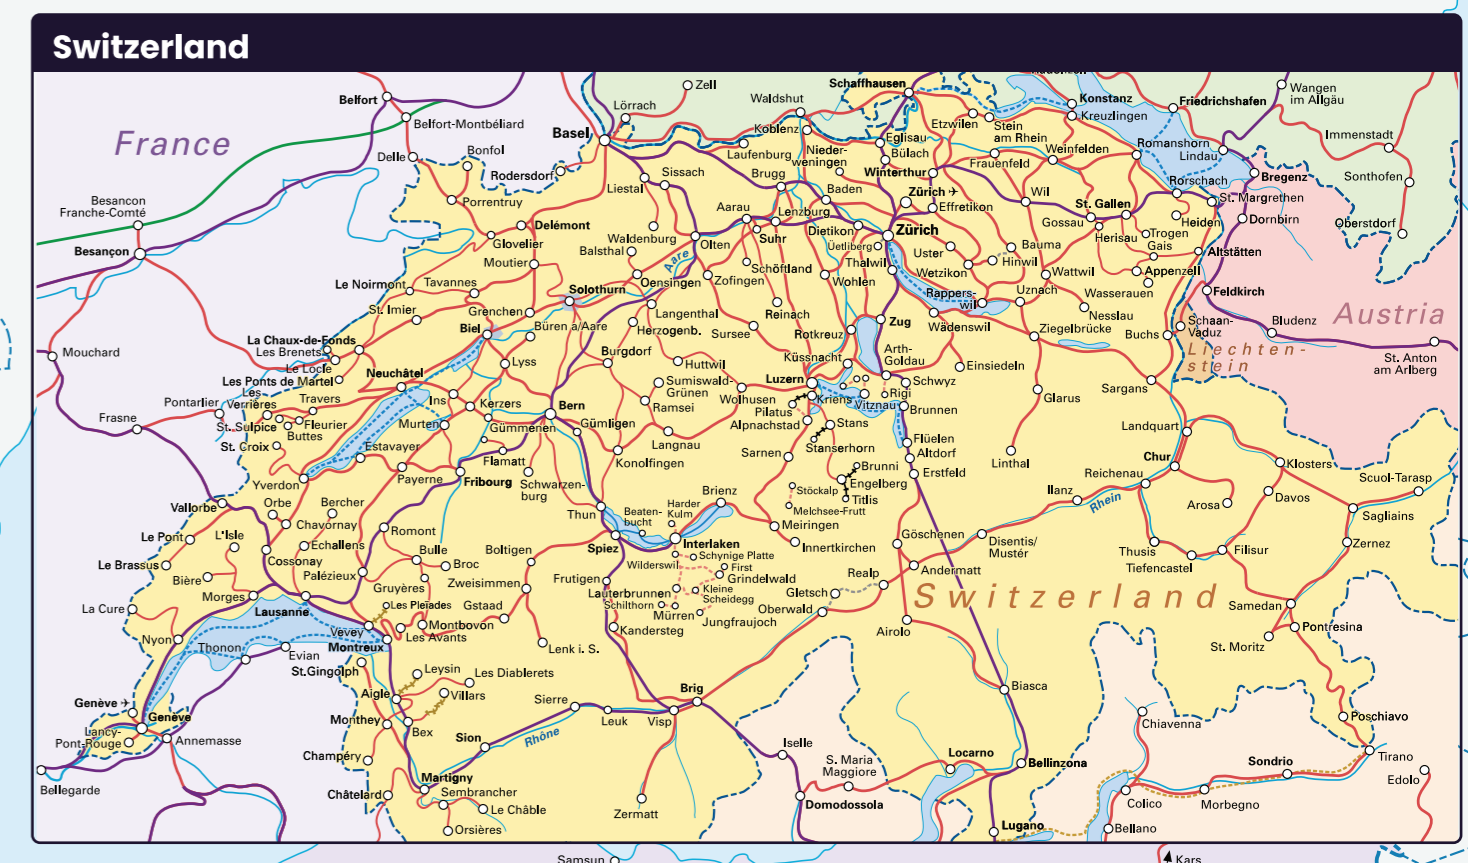 Switzerland
Zell
Schaffhausen
Wangen
im Allgäu
Belfort
Lörrach
Waldshut
Konstanz
Friedrichshafen
Belfort-Montbéliard
Basel
Koblenz
Etzwilen
Stein
am Rhein
Kreuzlingen
Immenstadt
France
Eglisau
Romanshorn
Lindau
Delle
Bonfol
Laufenburg
Nieder-
weningen
Bülach
Frauenfeld
Weinfelden
Rodersdorf
Sissach
Brugg
Winterthur
Bregenz
Sonthofen
Liestal
Baden
Zürich
Wil
Rorschach
St. Margrethen
Besancon
Franche-Comté
Porrentruy
Aarau
Lenzburg
Effretikon
St. Gallen
Heiden
Dornbirn
Oberstdorf
Delémont
Waldenburg
Suhr
Dietikon
Zürich
Gossau
Herisau
Trogen
Gais
Besançon
Glovelier
Balsthal
Olten
Üetliberg
Bauma
Altstätten
Moutier
Aare
Schöftland
Thalwil
Uster
Hinwil
Wetzikon
Wattwil
Appenzell
Le Noirmont
Tavannes
Solothurn
Oensingen
Zofingen
Wohlen
Rappers-
wil
Uznach
Wasserauen
Feldkirch
St. Imier
Grenchen
Langenthal
Reinach
Nesslau
Austria
Biel
Büren a/Aare
Herzogenb.
Sursee
Rotkreuz
Zug
Wädenswil
Ziegelbrücke
Buchs
Schaan-
Vaduz
Bludenz
La Chaux-de-Fonds
Les Brenets
Mouchard
Burgdorf
Küssnacht
Arth-
Goldau
Liechten-
stein
St. Anton
am Arlberg
Le Locle
Lyss
Huttwil
Einsiedeln
Les Ponts de Martel
Neuchâtel
Sumiswald-
Grünen
Luzern
Schwyz
Sargans
Les
Verrières
Travers
Ins
Kerzers
Wolhusen
Kriens
Rigi
Vitznau
Glarus
Pontarlier
Bern
Ramsei
Pilatus
Brunnen
Frasne
St. Sulpice
Fleurier
Buttes
Murten
Gümmenen
Gümligen
Alpnachstad
Stans
Landquart
St. Croix
Estavayer
Langnau
Stanserhorn
Flüelen
Flamatt
Konolfingen
Sarnen
Altdorf
Linthal
Chur
Klosters
Yverdon
Payerne
Fribourg
Schwarzen-
burg
Brunni
Engelberg
Erstfeld
Reichenau
Scuol-Tarasp
Orbe
Bercher
Brienz
Stöckalp
Titlis
Ilanz
Rhein
Arosa
Davos
Vallorbe
Chavornay
Thun
Beaten-
bucht
Harder
Kulm
Melchsee-Frutt
Sagliains
Le Pont
L'Isle
Echallens
Romont
Meiringen
Göschenen
Disentis/
Mustér
Cossonay
Bulle
Boltigen
Spiez
Interlaken
Innertkirchen
Thusis
Filisur
Zernez
Le Brassus
Palézieux
Broc
Schynige Platte
Wilderswil
First
Tiefencastel
Bière
Gruyères
Zweisimmen
Frutigen
Grindelwald
Realp
Andermatt
Lauterbrunnen
Kleine
Scheidegg
Gletsch
Switzerland
Morges
Lausanne
Les Pleïades
Gstaad
Schilthorn
Mürren
Jungfraujoch
Oberwald
Samedan
La Cure
Vevey
Montbovon
Les Avants
Kandersteg
Airolo
Pontresina
Nyon
Montreux
Lenk i. S.
St. Moritz
Thonon
Evian
St.Gingolph
Leysin
Les Diablerets
Aigle
Villars
Brig
Biasca
Genève
Sierre
Genève
Monthey
Leuk
Visp
Chiavenna
Poschiavo
Lancy-
Pont-Rouge
Annemasse
Bex
Sion
Rhône
Iselle
Champéry
S. Maria
Maggiore
Locarno
Bellinzona
Sondrio
Tirano
Martigny
Edolo
Bellegarde
Châtelard
Sembrancher
Le Châble
Zermatt
Domodossola
Colico
Morbegno
Orsières
Lugano
Bellano
Samsun
Kars